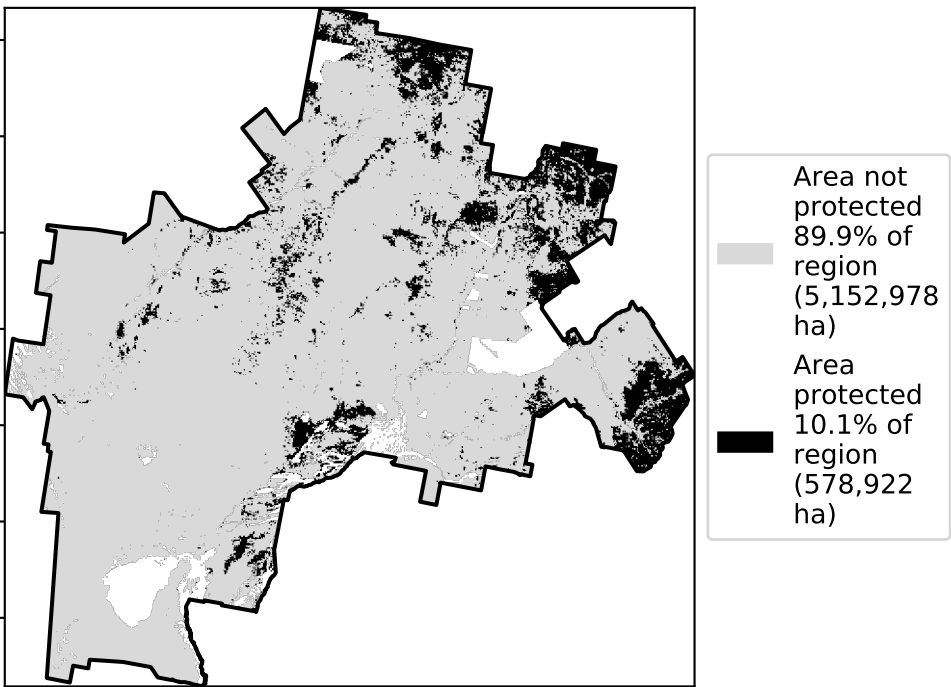 Area not
protected
89.9% of
region
(5,152,978
ha)
Area
protected
10.1% of
region
(578,922
ha)